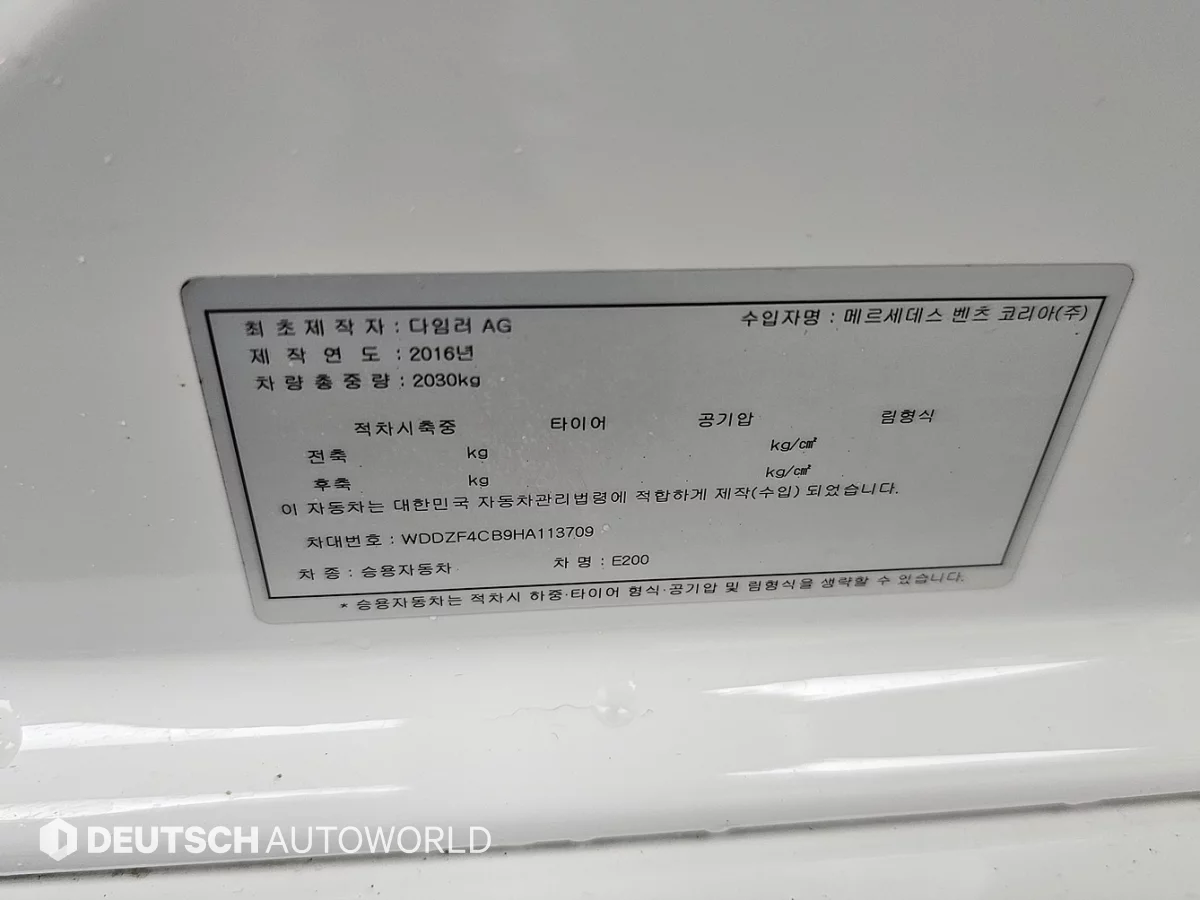 최초제작자 : 다임러 AG 수입자명 : 메르세데스 벤츠 코리아(주)
제작연도 : 2016년
차량총중량 : 2030kg
적차시축중 타이어 공기압 림형식
전축 kg kg/㎠
후축 kg kg/㎠
이 자동차는 대한민국 자동차관리법령에 적합하게 제작(수입) 되었습니다.
차대번호 : WDDZF4CB9HA113709
차종 : 승용자동차 차명 : E200
* 승용자동차는 적차시 하중·타이어 형식·공기압 및 림형식을 생략할 수 있습니다.
DEUTSCH AUTOWORLD